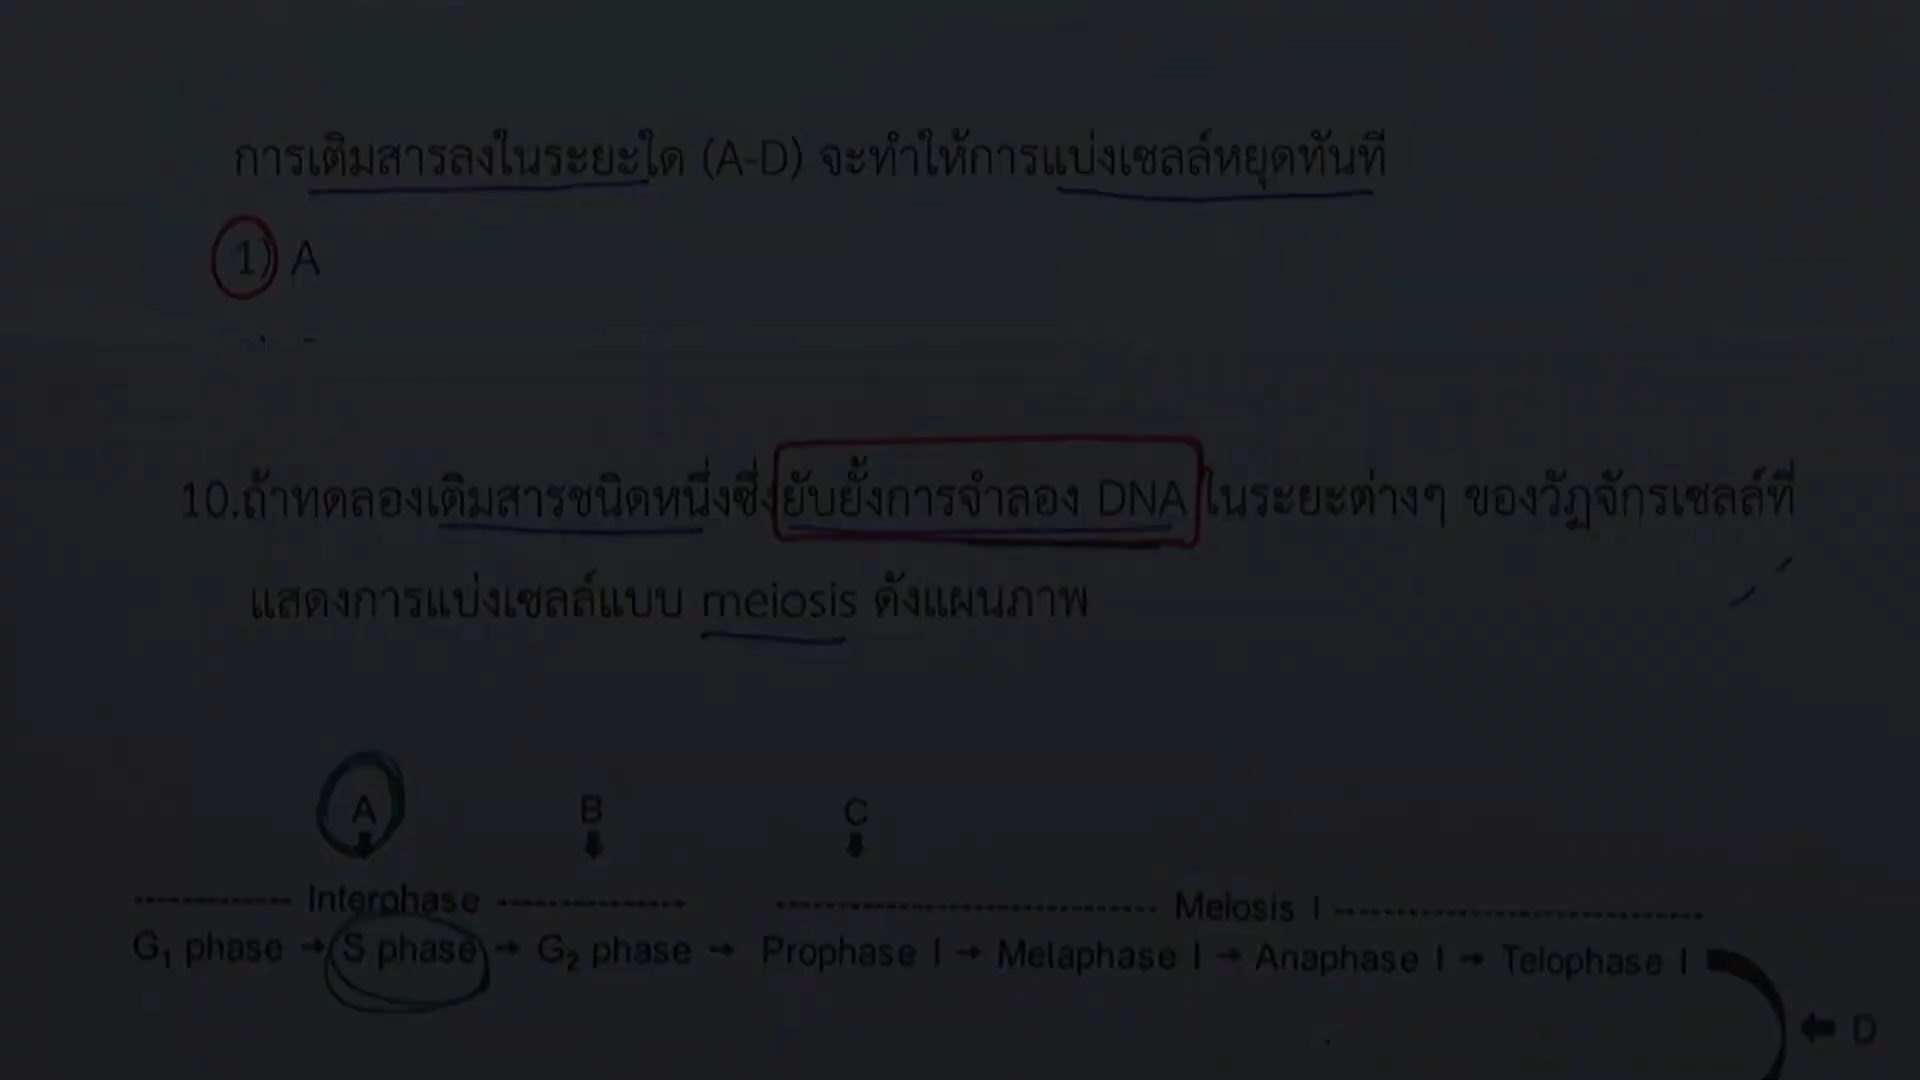 การเติมสารลงในระยะใด (A-D) จะทำให้การแบ่งเซลล์หยุดทันที
1) A
10.ถ้าทดลองเติมสารชนิดหนึ่งซึ่งยับยั้งการจำลอง DNA ในระยะต่างๆ ของวัฏจักรเซลล์ที่
แสดงการแบ่งเซลล์แบบ meiosis ดังแผนภาพ
A B C
Interphase Meiosis I
G₁ phase → S phase → G₂ phase → Prophase I → Metaphase I → Anaphase I → Telophase I
D